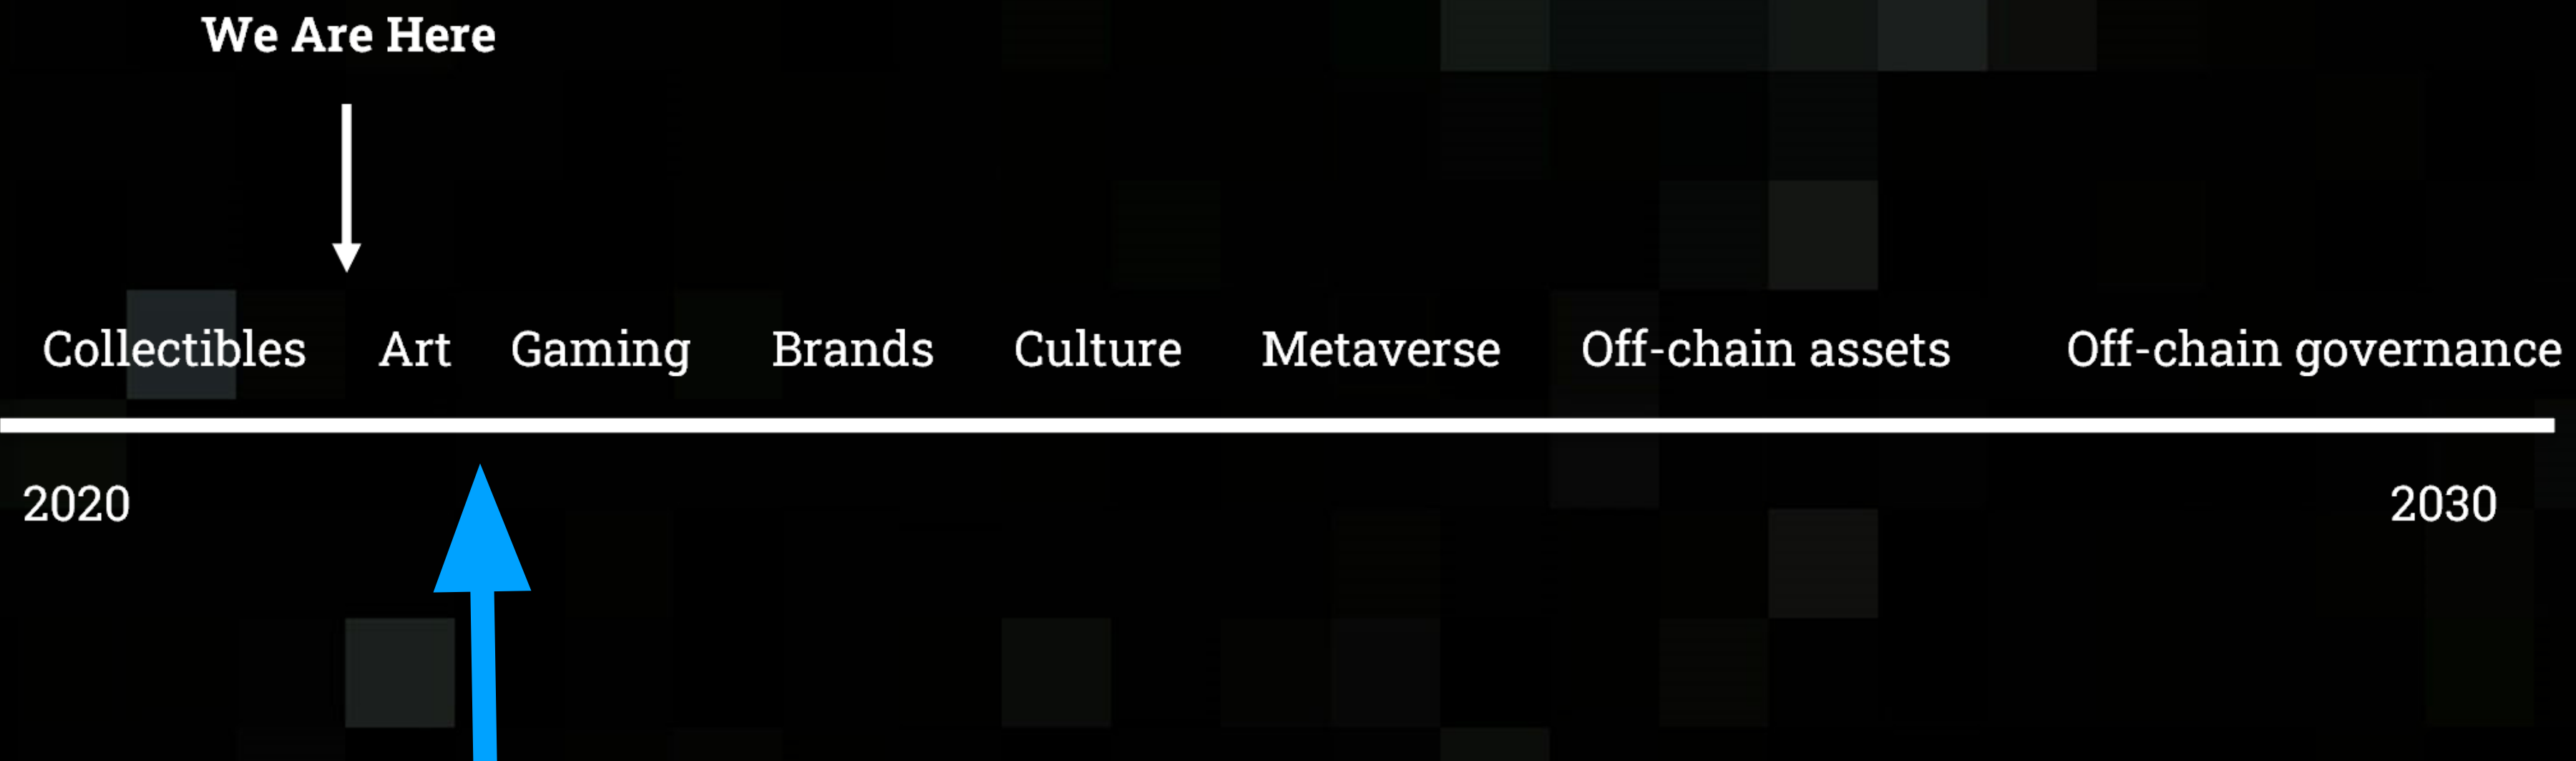 We Are Here
Collectibles Art Gaming Brands Culture Metaverse Off-chain assets Off-chain governance
2020 2030